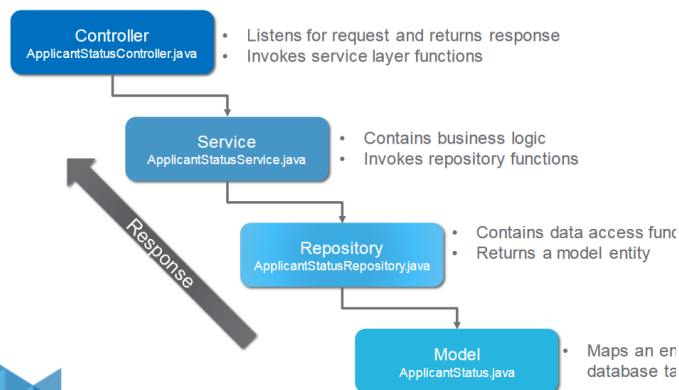 Controller
ApplicantStatusController.java
• Listens for request and returns response
• Invokes service layer functions
Service
ApplicantStatusService.java
• Contains business logic
• Invokes repository functions
Response
Repository
ApplicantStatusRepository.java
• Contains data access
• Returns a model entity
Model
ApplicantStatus.java
• Maps an
database